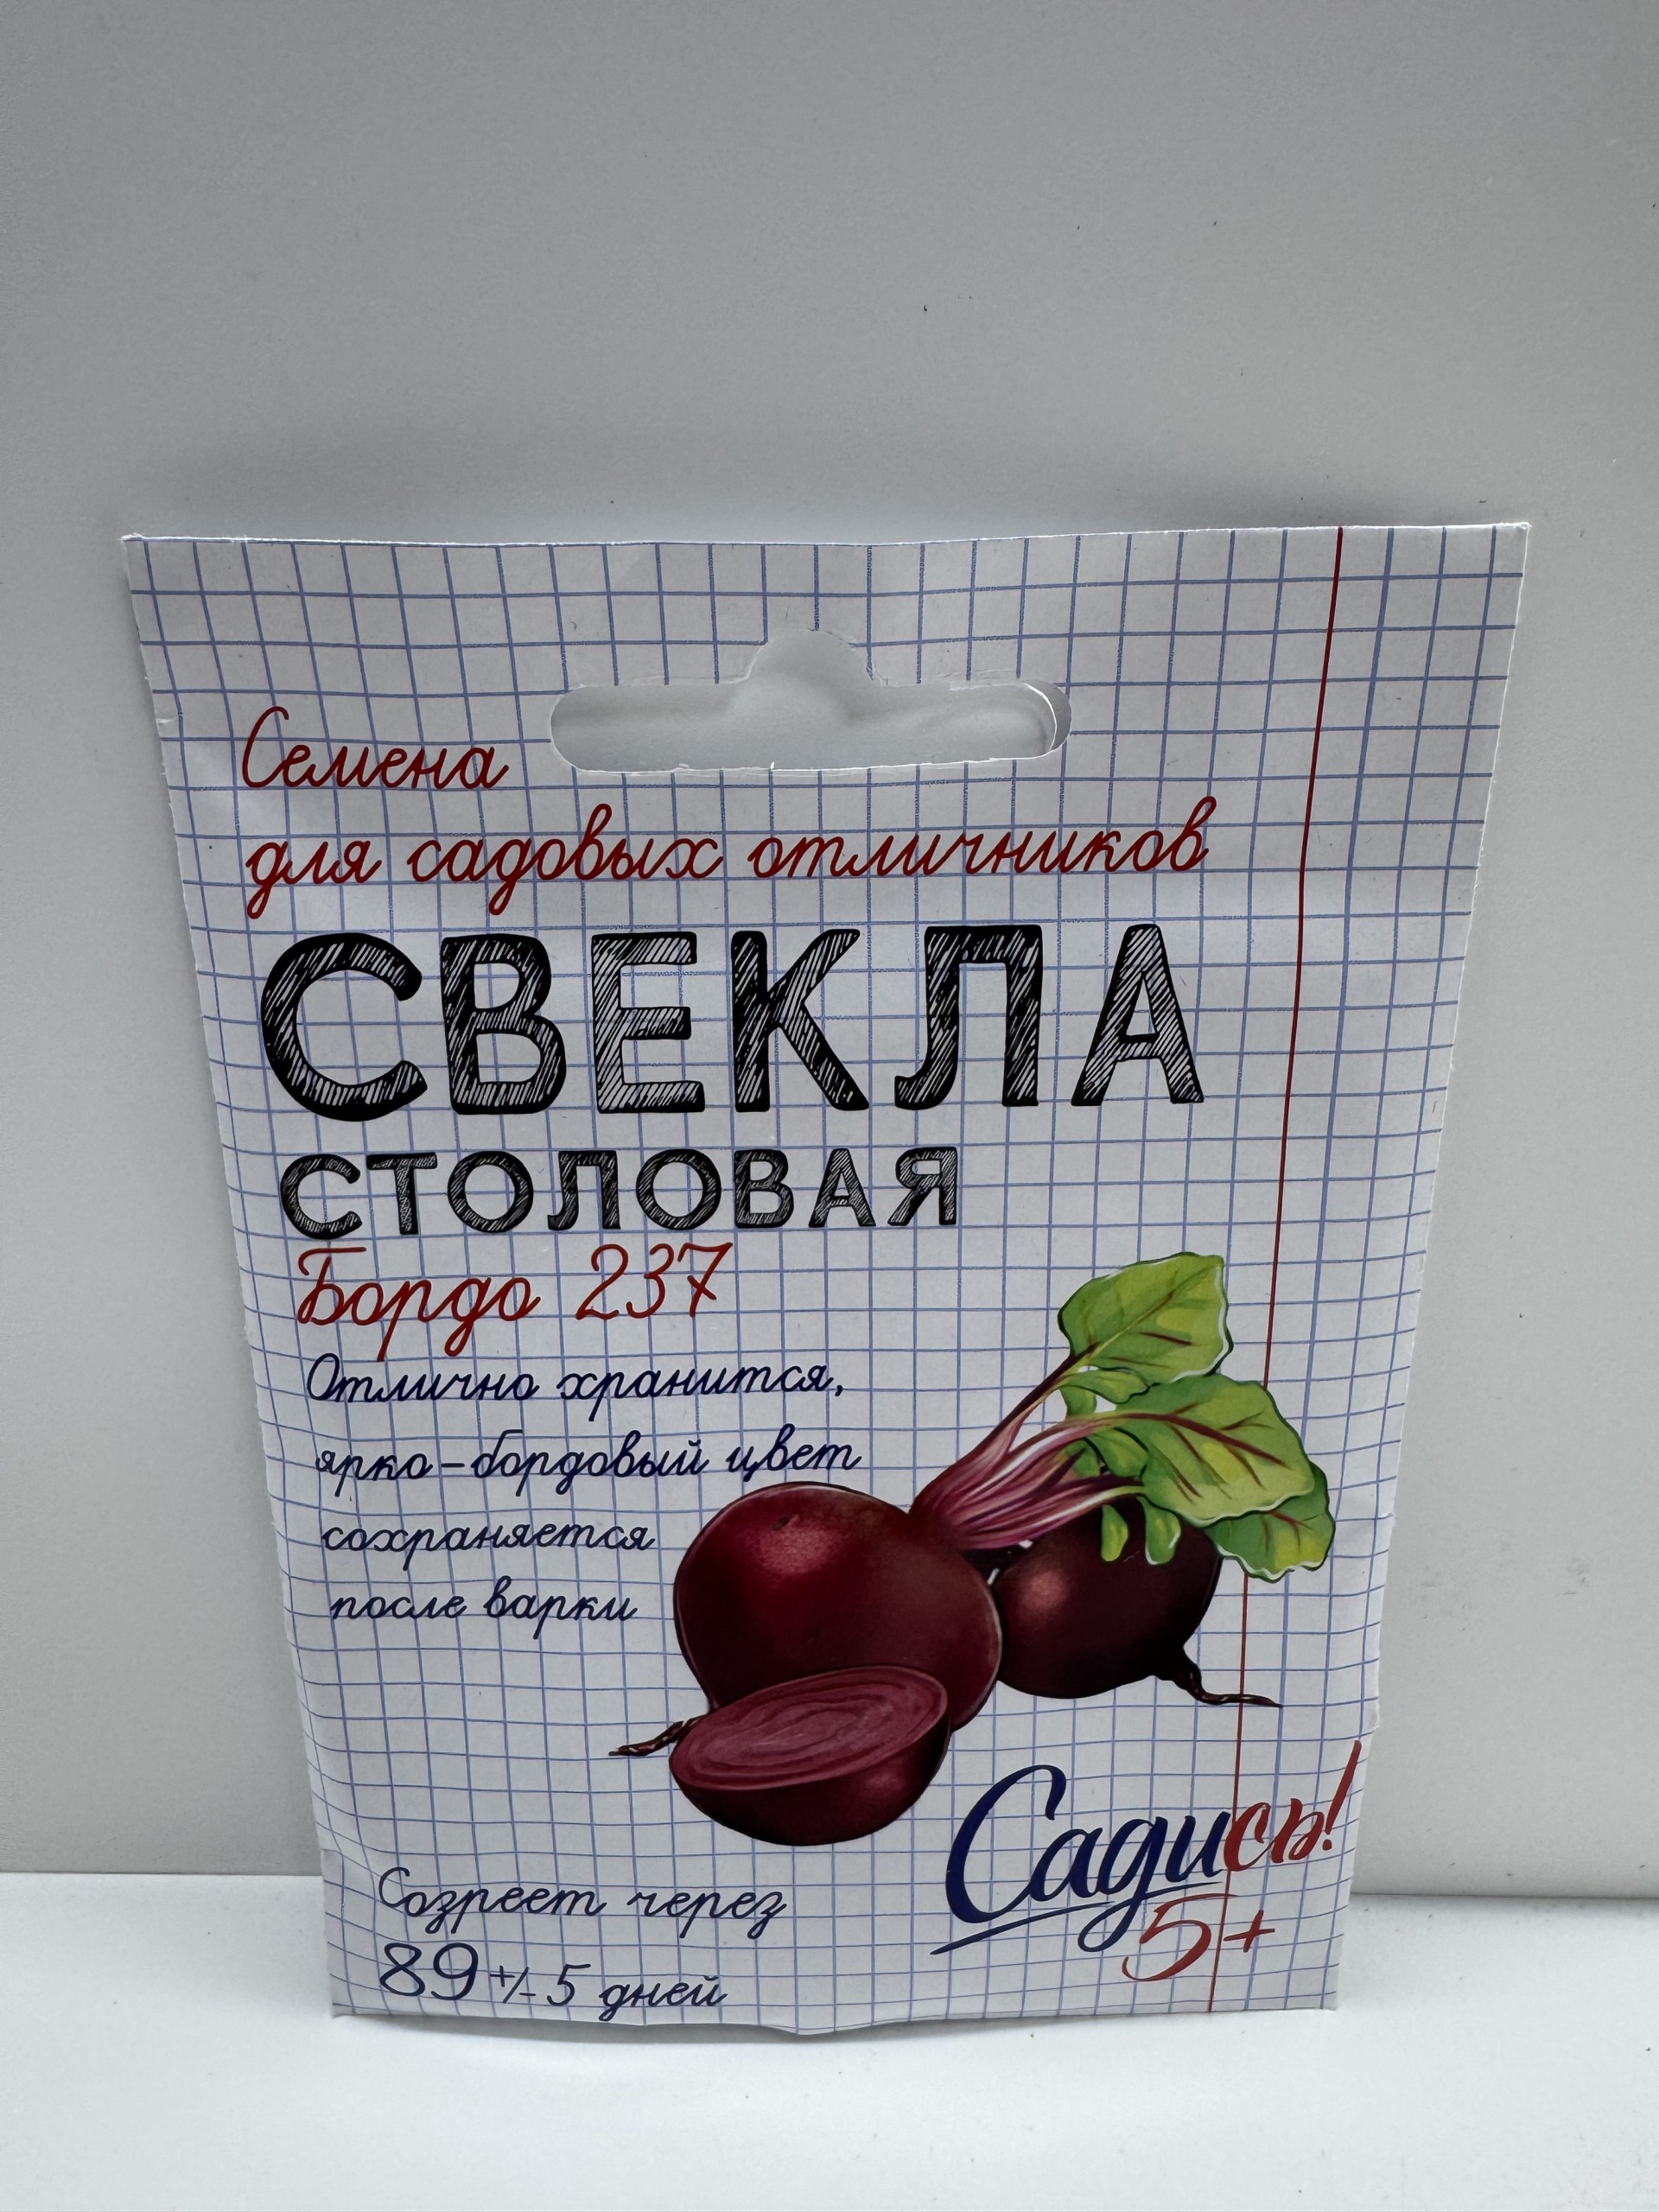 Семена
для садовых отличников
СВЕКЛА
СТОЛОВАЯ
Бордо 237
Отлично хранится,
ярко-бордовый цвет
сохраняется
после варки
Садись!
5+
Созреет через
89 +/- 5 дней